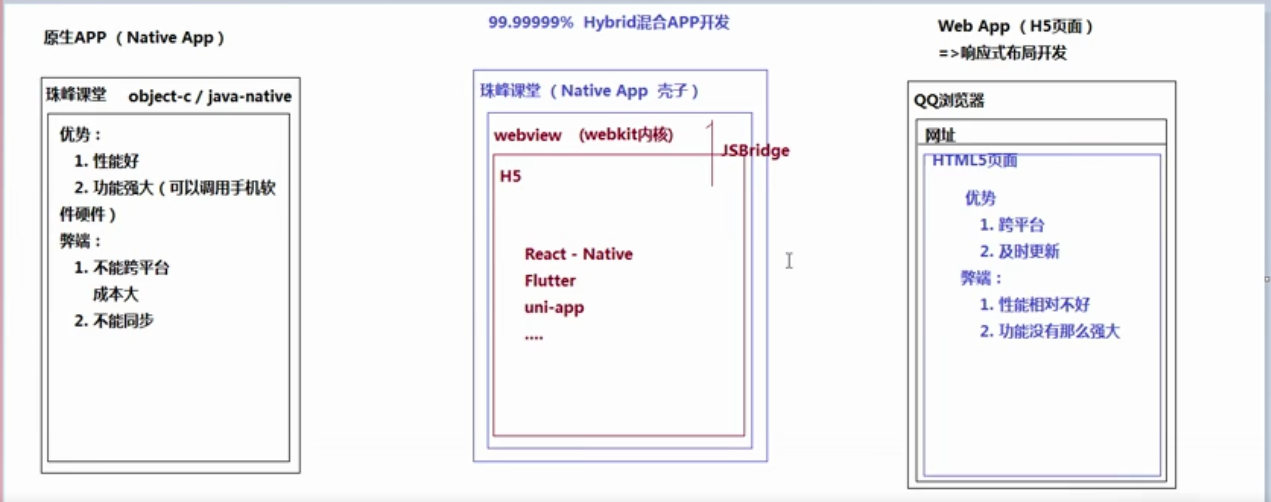 原生APP（Native App）
珠峰课堂 object-c / java-native
优势：
1. 性能好
2. 功能强大（可以调用手机软
件硬件）
弊端：
1. 不能跨平台
成本大
2. 不能同步
99.99999% Hybrid混合APP开发
珠峰课堂（Native App 壳子）
webview (webkit内核)
JSBridge
H5
React - Native
Flutter
uni-app
....
Web App（H5页面）
=>响应式布局开发
QQ浏览器
网址
HTML5页面
优势
1. 跨平台
2. 及时更新
弊端：
1. 性能相对不好
2. 功能没有那么强大